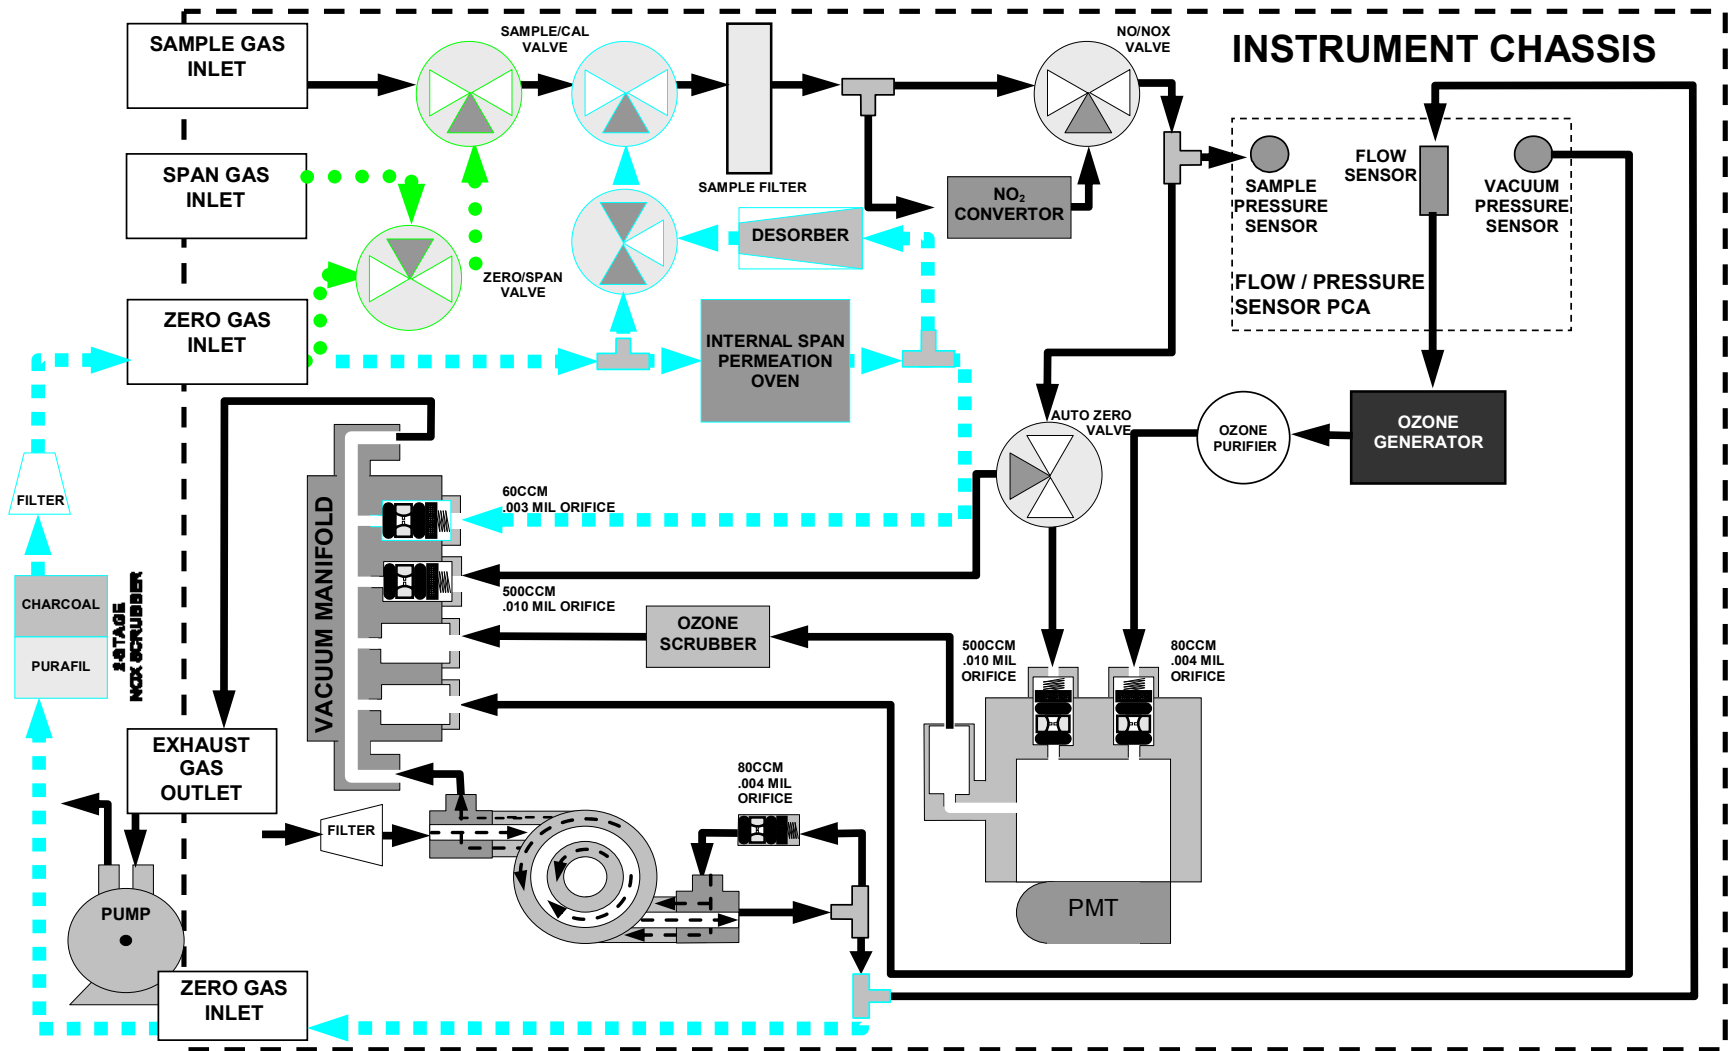 INSTRUMENT CHASSIS
SAMPLE GAS
INLET
SAMPLE/CAL
VALVE
NO/NOX
VALVE
SPAN GAS
INLET
SAMPLE FILTER
NO₂
CONVERTOR
SAMPLE
PRESSURE
SENSOR
FLOW
SENSOR
VACUUM
PRESSURE
SENSOR
FLOW / PRESSURE
SENSOR PCA
DESORBER
ZERO/SPAN
VALVE
ZERO GAS
INLET
INTERNAL SPAN
PERMEATION
OVEN
AUTO ZERO
VALVE
OZONE
PURIFIER
OZONE
GENERATOR
FILTER
60CCM
.003 MIL ORIFICE
VACUUM MANIFOLD
500CCM
.010 MIL ORIFICE
CHARCOAL
PURAFIL
2-STAGE
NOX SCRUBBER
OZONE
SCRUBBER
500CCM
.010 MIL
ORIFICE
80CCM
.004 MIL
ORIFICE
EXHAUST
GAS
OUTLET
80CCM
.004 MIL
ORIFICE
FILTER
PUMP
PMT
ZERO GAS
INLET